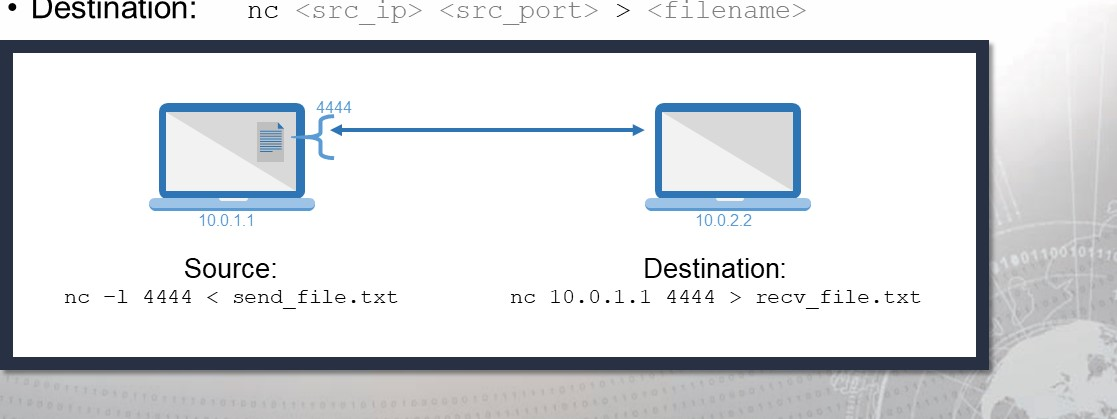 • Destination: nc <src_ip> <src_port> > <filename>
4444
10.0.1.1
10.0.2.2
Source:
Destination:
nc -l 4444 < send_file.txt
nc 10.0.1.1 4444 > recv_file.txt